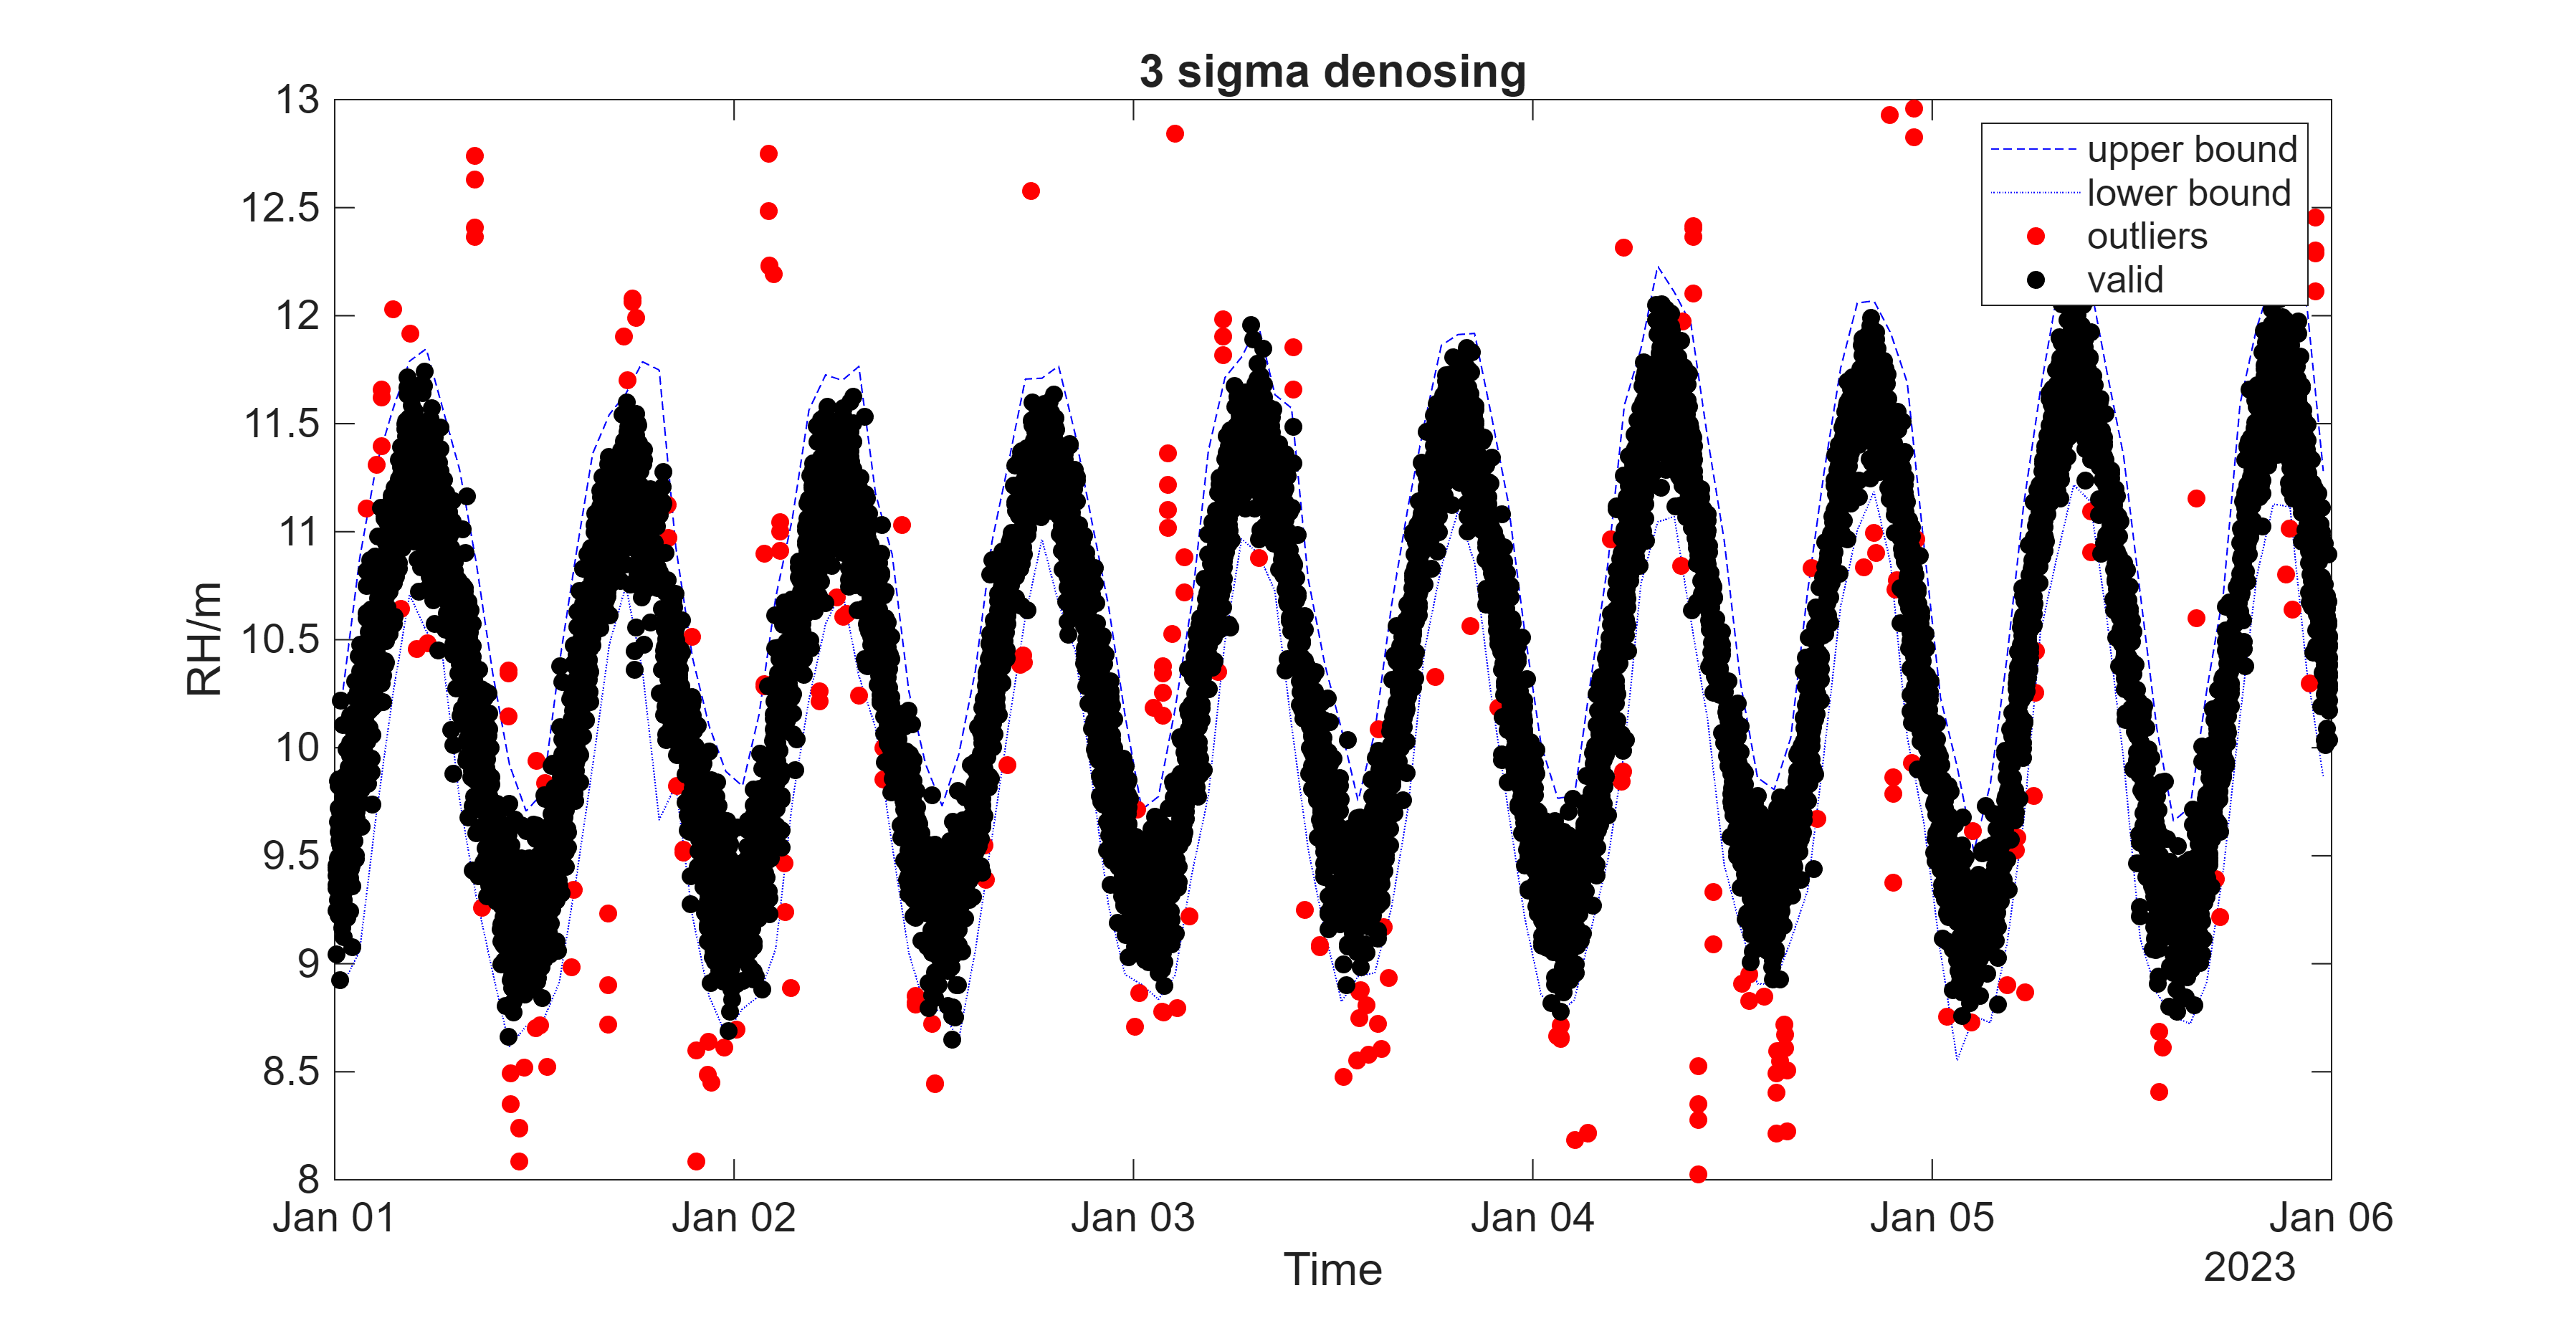 3 sigma denosing
13
12.5
12
11.5
11
10.5
10
9.5
9
8.5
8
RH/m
upper bound
lower bound
outliers
valid
Jan 01
Jan 02
Jan 03
Jan 04
Jan 05
Jan 06
Time
2023